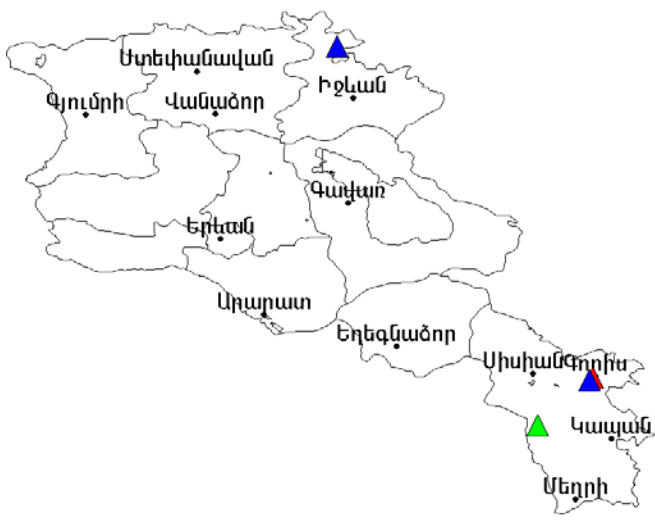 Ստեփանավան
Իջևան
Գյումրի
Վանաձոր
Գավառ
Երևան
Արարատ
Եղեգնաձոր
Սիսիան
Գորիս
Կապան
Մեղրի